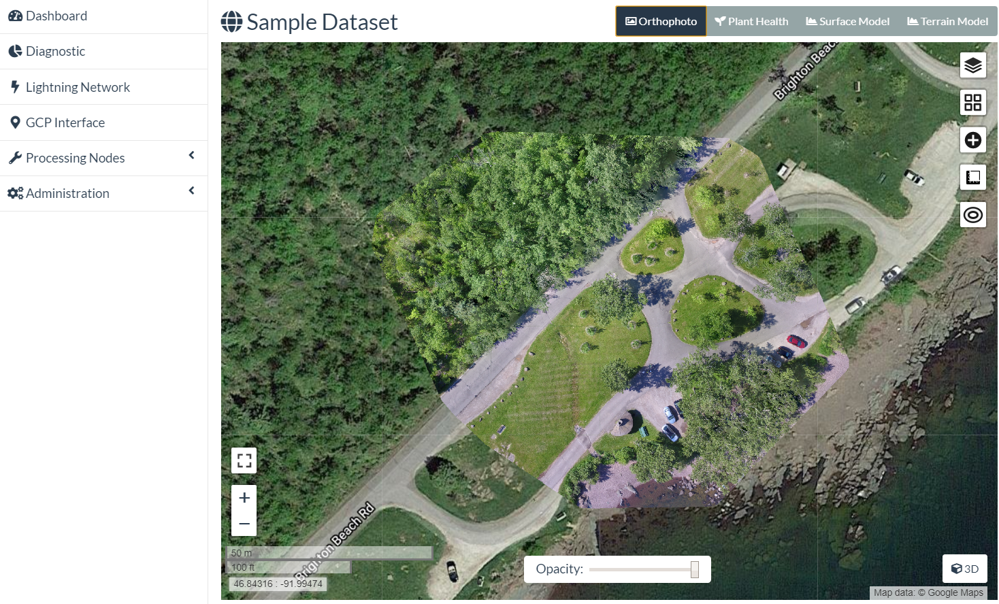 Dashboard
Diagnostic
Lightning Network
GCP Interface
Processing Nodes
Administration
Sample Dataset
Orthophoto
Plant Health
Surface Model
Terrain Model
Brighton Beac
Brighton Beach Rd
50 m
100 ft
46.84316 : -91.99474
Opacity:
3D
Map data: © Google Maps